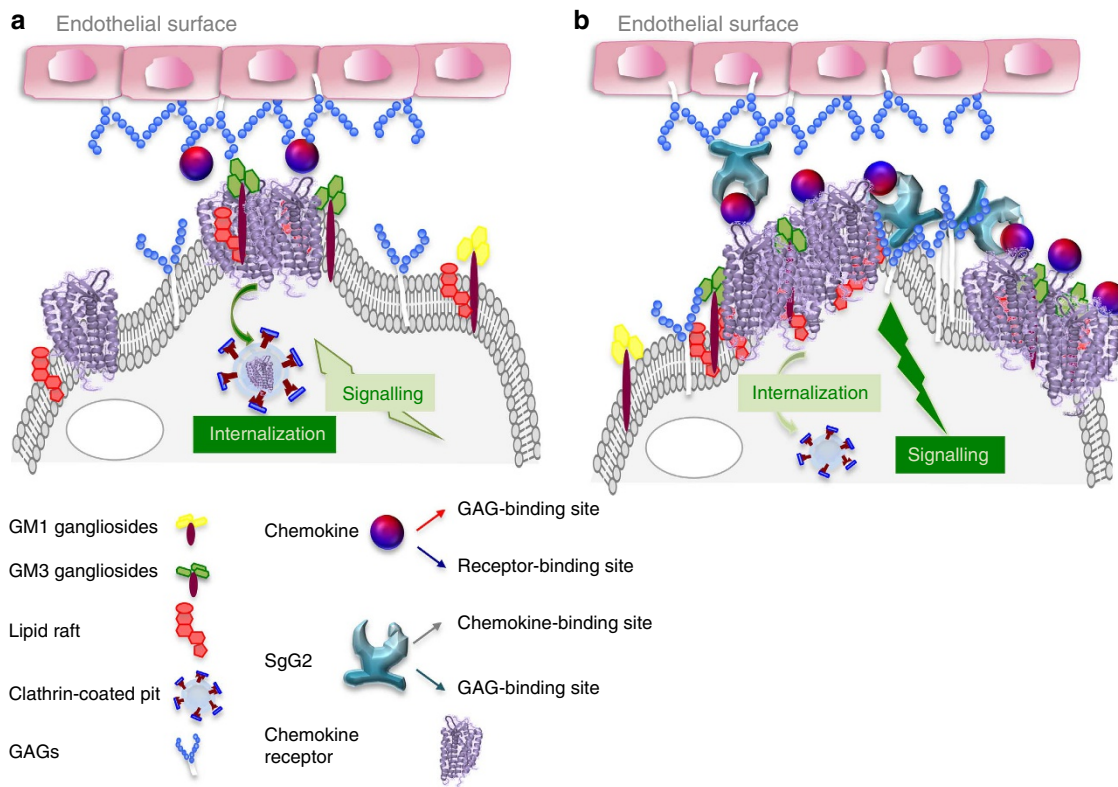 a
Endothelial surface
Signalling
Internalization
b
Endothelial surface
Internalization
Signalling
GM1 gangliosides
GM3 gangliosides
Lipid raft
Clathrin-coated pit
GAGs
Chemokine
GAG-binding site
Receptor-binding site
SgG2
Chemokine-binding site
GAG-binding site
Chemokine
receptor